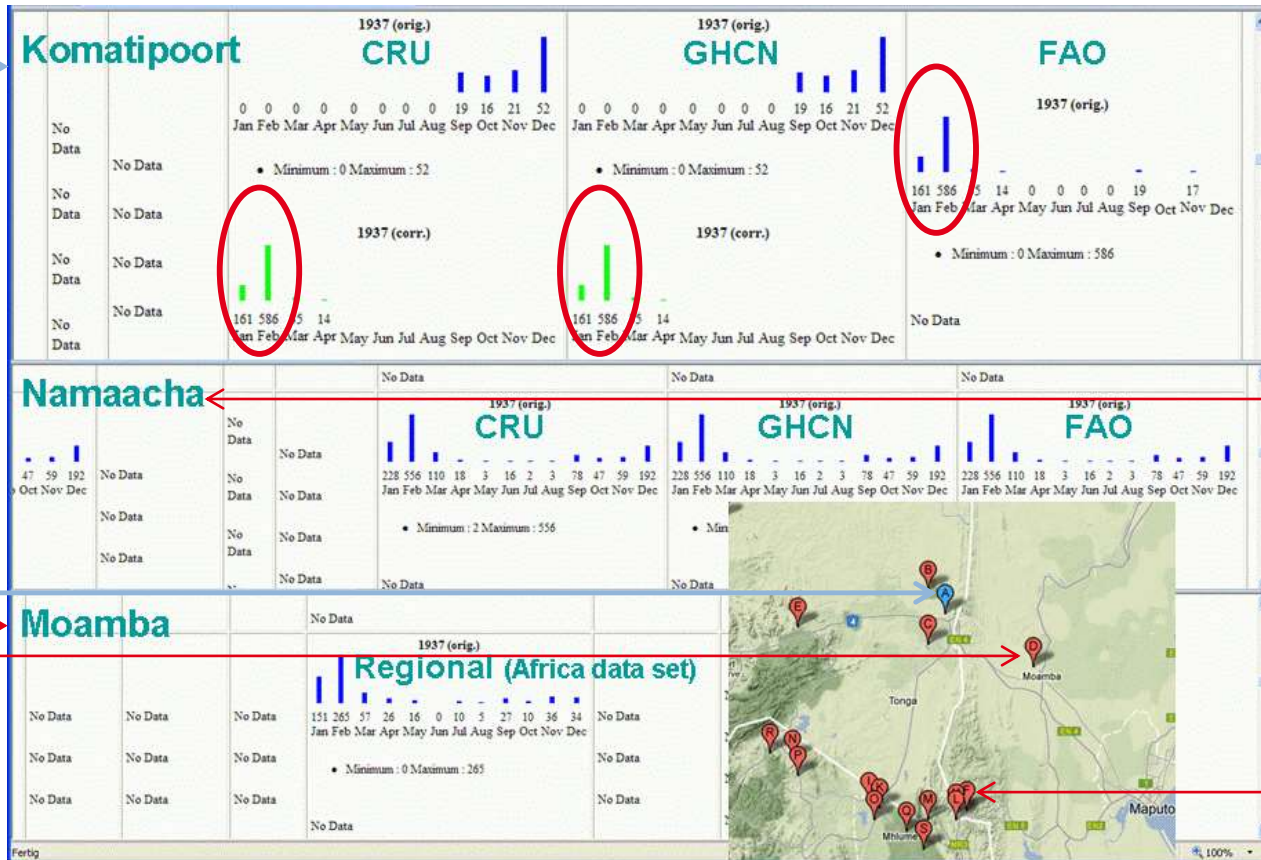 Komatipoort
1937 (orig.)
CRU
0 0 0 0 0 0 0 0 19 16 21 52
Jan Feb Mar Apr May Jun Jul Aug Sep Oct Nov Dec
• Minimum : 0 Maximum : 52
1937 (corr.)
161 586 5 14
Jan Feb Mar Apr May Jun Jul Aug Sep Oct Nov Dec
1937 (orig.)
GHCN
0 0 0 0 0 0 0 0 19 16 21 52
Jan Feb Mar Apr May Jun Jul Aug Sep Oct Nov Dec
• Minimum : 0 Maximum : 52
1937 (corr.)
161 586 5 14
Jan Feb Mar Apr May Jun Jul Aug Sep Oct Nov Dec
FAO
1937 (orig.)
161 586 5 14 0 0 0 0 19 17
Jan Feb Mar Apr May Jun Jul Aug Sep Oct Nov Dec
• Minimum : 0 Maximum : 586
No Data
No
Data
No
Data
No
Data
No
Data
No Data
No Data
No Data
No Data
Namaacha
47 59 192
Oct Nov Dec
No Data
No Data
No Data
No
Data
No
Data
No
Data
No Data
No Data
No Data
No Data
No Data
1937 (orig.)
CRU
228 556 110 18 3 16 2 3 78 47 59 192
Jan Feb Mar Apr May Jun Jul Aug Sep Oct Nov Dec
• Minimum : 2 Maximum : 556
No Data
No Data
1937 (orig.)
GHCN
228 556 110 18 3 16 2 3 78 47 59 192
Jan Feb Mar Apr May Jun Jul Aug Sep Oct Nov Dec
• Min
No Data
No Data
1937 (orig.)
FAO
228 556 110 18 3 16 2 3 78 47 59 192
Jan Feb Mar Apr May Jun Jul Aug Sep Oct Nov Dec
Moamba
No Data
No Data
No Data
No Data
No Data
No Data
No Data
No Data
No Data
No Data
1937 (orig.)
Regional (Africa data set)
151 265 57 26 16 0 10 5 27 10 36 34
Jan Feb Mar Apr May Jun Jul Aug Sep Oct Nov Dec
• Minimum : 0 Maximum : 265
No Data
No Data
No Data
No Data
No Data
B
A
E
4
C
EN 4
D
Moamba
Tonga
R
N
P
EN 4
I
K
O
Q
M
F
L
S
Mhlume
Maputo
Fertig
100%